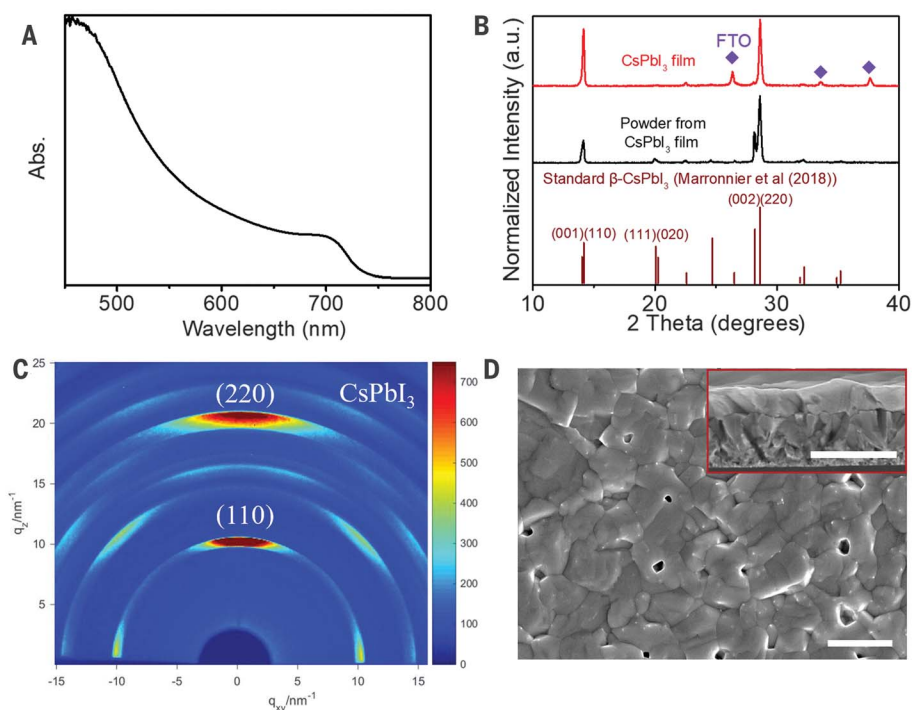 A
Abs.
500
600
700
800
Wavelength (nm)
B
Normalized Intensity (a.u.)
FTO
CsPbI₃ film
Powder from
CsPbI₃ film
Standard β-CsPbI₃ (Marronnier et al (2018))
(002)(220)
(001)(110)
(111)(020)
10
20
30
40
2 Theta (degrees)
C
25
20
15
10
5
q_z/nm⁻¹
(220)
CsPbI₃
(110)
-15
-10
-5
0
5
10
15
q_xy/nm⁻¹
700
600
500
400
300
200
100
0
D